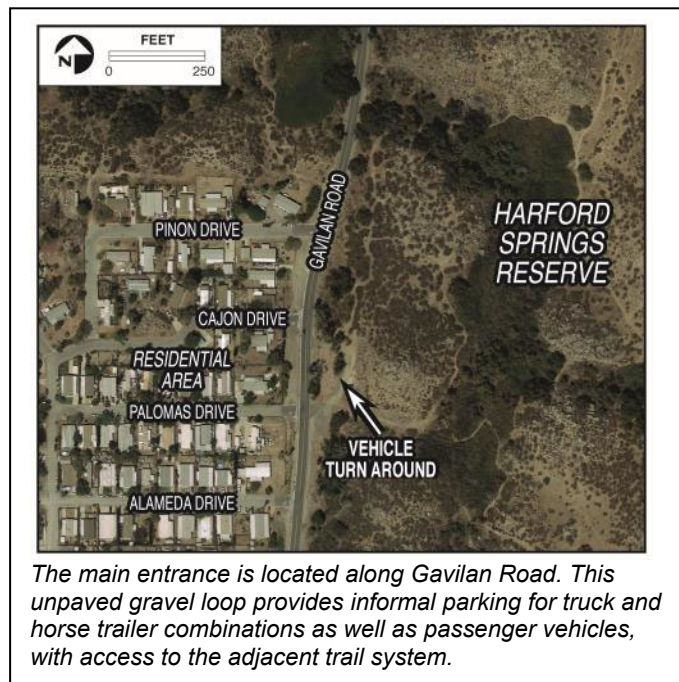 N
FEET
0 250
PINON DRIVE
GAVILAN ROAD
HARFORD
SPRINGS
RESERVE
CAJON DRIVE
RESIDENTIAL
AREA
PALOMAS DRIVE
VEHICLE
TURN AROUND
ALAMEDA DRIVE
The main entrance is located along Gavilan Road. This
unpaved gravel loop provides informal parking for truck and
horse trailer combinations as well as passenger vehicles,
with access to the adjacent trail system.